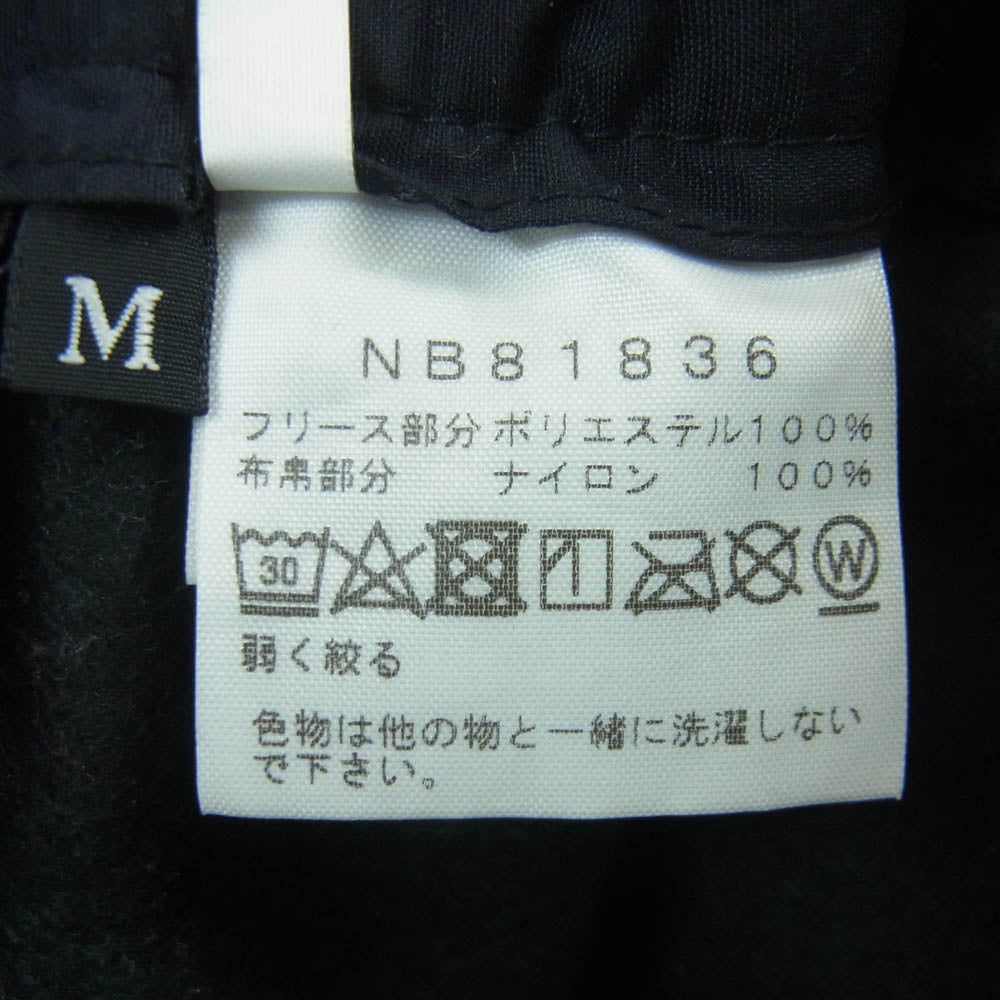 M
NB81836
フリース部分 ポリエステル100%
布帛部分 ナイロン 100%
30 W
弱く絞る
色物は他の物と一緒に洗濯しない
で下さい。